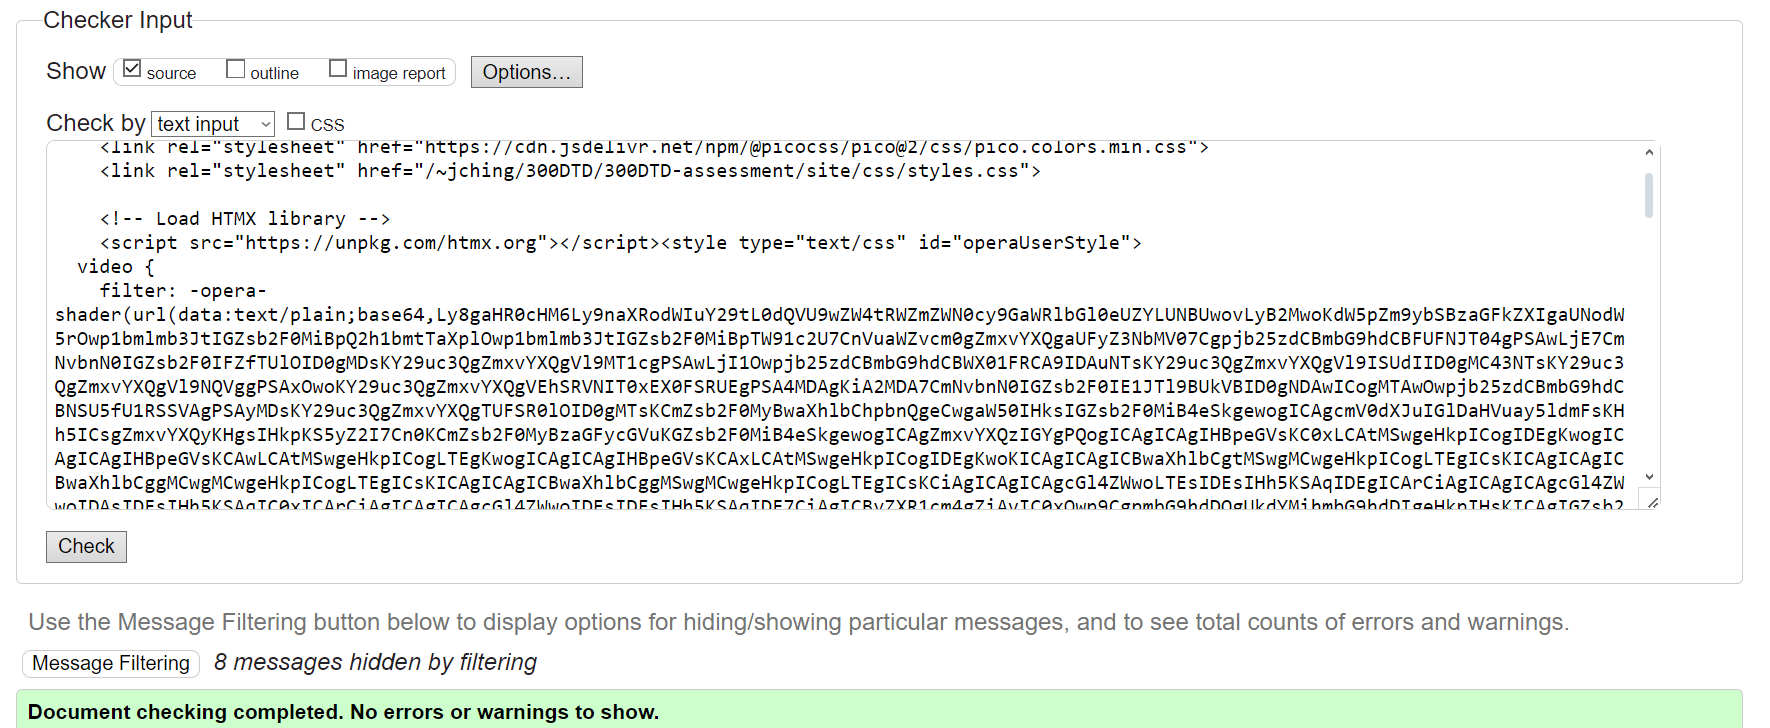 Checker Input
Show source outline image report Options...
Check by text input CSS
<link rel="stylesheet" href="https://cdn.jsdelivr.net/npm/@picocss/pico@2/css/pico.colors.min.css">
<link rel="stylesheet" href="/~jching/300DTD/300DTD-assessment/site/css/styles.css">
<!-- Load HTMX library -->
<script src="https://unpkg.com/htmx.org"></script><style type="text/css" id="operaUserStyle">
video {
filter: -opera-
shader(url(data:text/plain;base64,Ly8gaHR0cHM6Ly9naXRodWIuY29tL0dQVU9wZW4tRWZmZWN0cy9GaWRlbGl0eUZYLUNBUwovLyB2MwoKdW5pZm9ybSBzaGFkZXIgaUNodW
5rOwp1bmlmb3JtIGZsb2F0MiBpQ2h1bmtTaXplOwp1bmlmb3JtIGZsb2F0MiBpTW91c2U7CnVuaWZvcm0gZmxvYXQgaUFyZ3NbMV07Cgpjb25zdCBmbG9hdCBFUFNJT04gPSAwLjE7Cm
NvbnN0IGZsb2F0IFZfTUlOID0gMDsKY29uc3QgZmxvYXQgVl9MT1cgPSAwLjI1Owpjb25zdCBmbG9hdCBWX01FRCA9IDAuNTsKY29uc3QgZmxvYXQgVl9ISUdIID0gMC43NTsKY29uc3
QgZmxvYXQgVl9NQVggPSAxOwoKY29uc3QgZmxvYXQgVEhSRVNIT0xEX0FSRUEgPSA4MDAgKiA2MDA7CmNvbnN0IGZsb2F0IE1JTl9BUkVBID0gNDAwICogMTAwOwpjb25zdCBmbG9hdC
BNSU5fU1RSSVAgPSAyMDsKY29uc3QgZmxvYXQgTUFSR0lOID0gMTsKCmZsb2F0MyBwaXhlbChpbnQgeCwgaW50IHksIGZsb2F0MiB4eSkgewogICAgcmV0dXJuIGlDaHVuay5ldmFsKH
h5ICsgZmxvYXQyKHgsIHkpKS5yZ2I7Cn0KCmZsb2F0MyBzaGFycGVuKGZsb2F0MiB4eSkgewogICAgZmxvYXQzIGYgPQogICAgICAgIHBpeGVsKC0xLCAtMSwgeHkpICogIDEgKwogIC
AgICAgIHBpeGVsKCAwLCAtMSwgeHkpICogLTEgKwogICAgICAgIHBpeGVsKCAxLCAtMSwgeHkpICogIDEgKwoKICAgICAgICBwaXhlbCgtMSwgMCwgeHkpICogLTEgICsKICAgICAgIC
BwaXhlbCggMCwgMCwgeHkpICogLTEgICsKICAgICAgICBwaXhlbCggMSwgMCwgeHkpICogLTEgICsKCiAgICAgICAgcGl4ZWwoLTEsIDEsIHh5KSAqIDEgICArCiAgICAgICAgcGl4ZW
Check
Use the Message Filtering button below to display options for hiding/showing particular messages, and to see total counts of errors and warnings.
Message Filtering 8 messages hidden by filtering
Document checking completed. No errors or warnings to show.